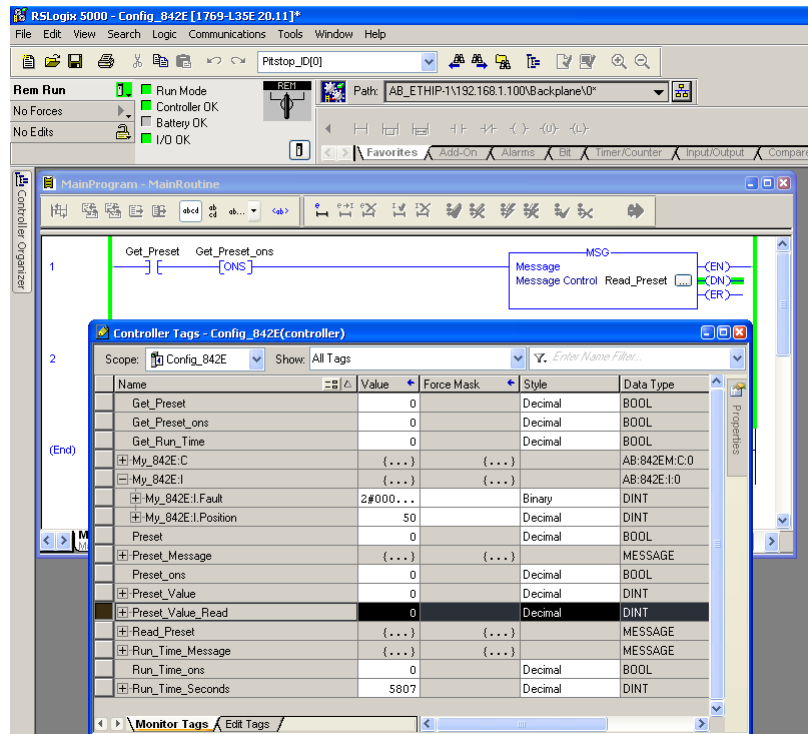 RSLogix 5000 - Config_842E [1769-L35E 20.11]*
File Edit View Search Logic Communications Tools Window Help
Pitstop_ID[0]
Rem Run
Run Mode
REM
Path: AB_ETHIP-1\192.168.1.100\Backplane\0*
No Forces
Controller OK
Battery OK
No Edits
I/O OK
Favorites Add-On Alarms Bit Timer/Counter Input/Output Compare
Controller Organizer
MainProgram - MainRoutine
Get_Preset Get_Preset_ons MSG
1 ONS Message (EN)
Message Control Read_Preset ... (DN)
(ER)
Controller Tags - Config_842E(controller)
2
Scope: Config_842E Show: All Tags Enter Name Filter...
Name Value Force Mask Style Data Type
Get_Preset 0 Decimal BOOL
Get_Preset_ons 0 Decimal BOOL
Get_Run_Time 0 Decimal BOOL
(End)
My_842E:C {...} {...} AB:842EM:C:0
My_842E:I {...} {...} AB:842E:I:0
My_842E:I.Fault 2#000... Binary DINT
My_842E:I.Position 50 Decimal DINT
Preset 0 Decimal BOOL
Preset_Message {...} {...} MESSAGE
Preset_ons 0 Decimal BOOL
Preset_Value 0 Decimal DINT
Preset_Value_Read 0 Decimal DINT
Read_Preset {...} {...} MESSAGE
Run_Time_Message {...} {...} MESSAGE
Run_Time_ons 0 Decimal BOOL
Run_Time_Seconds 5807 Decimal DINT
Properties
Monitor Tags Edit Tags